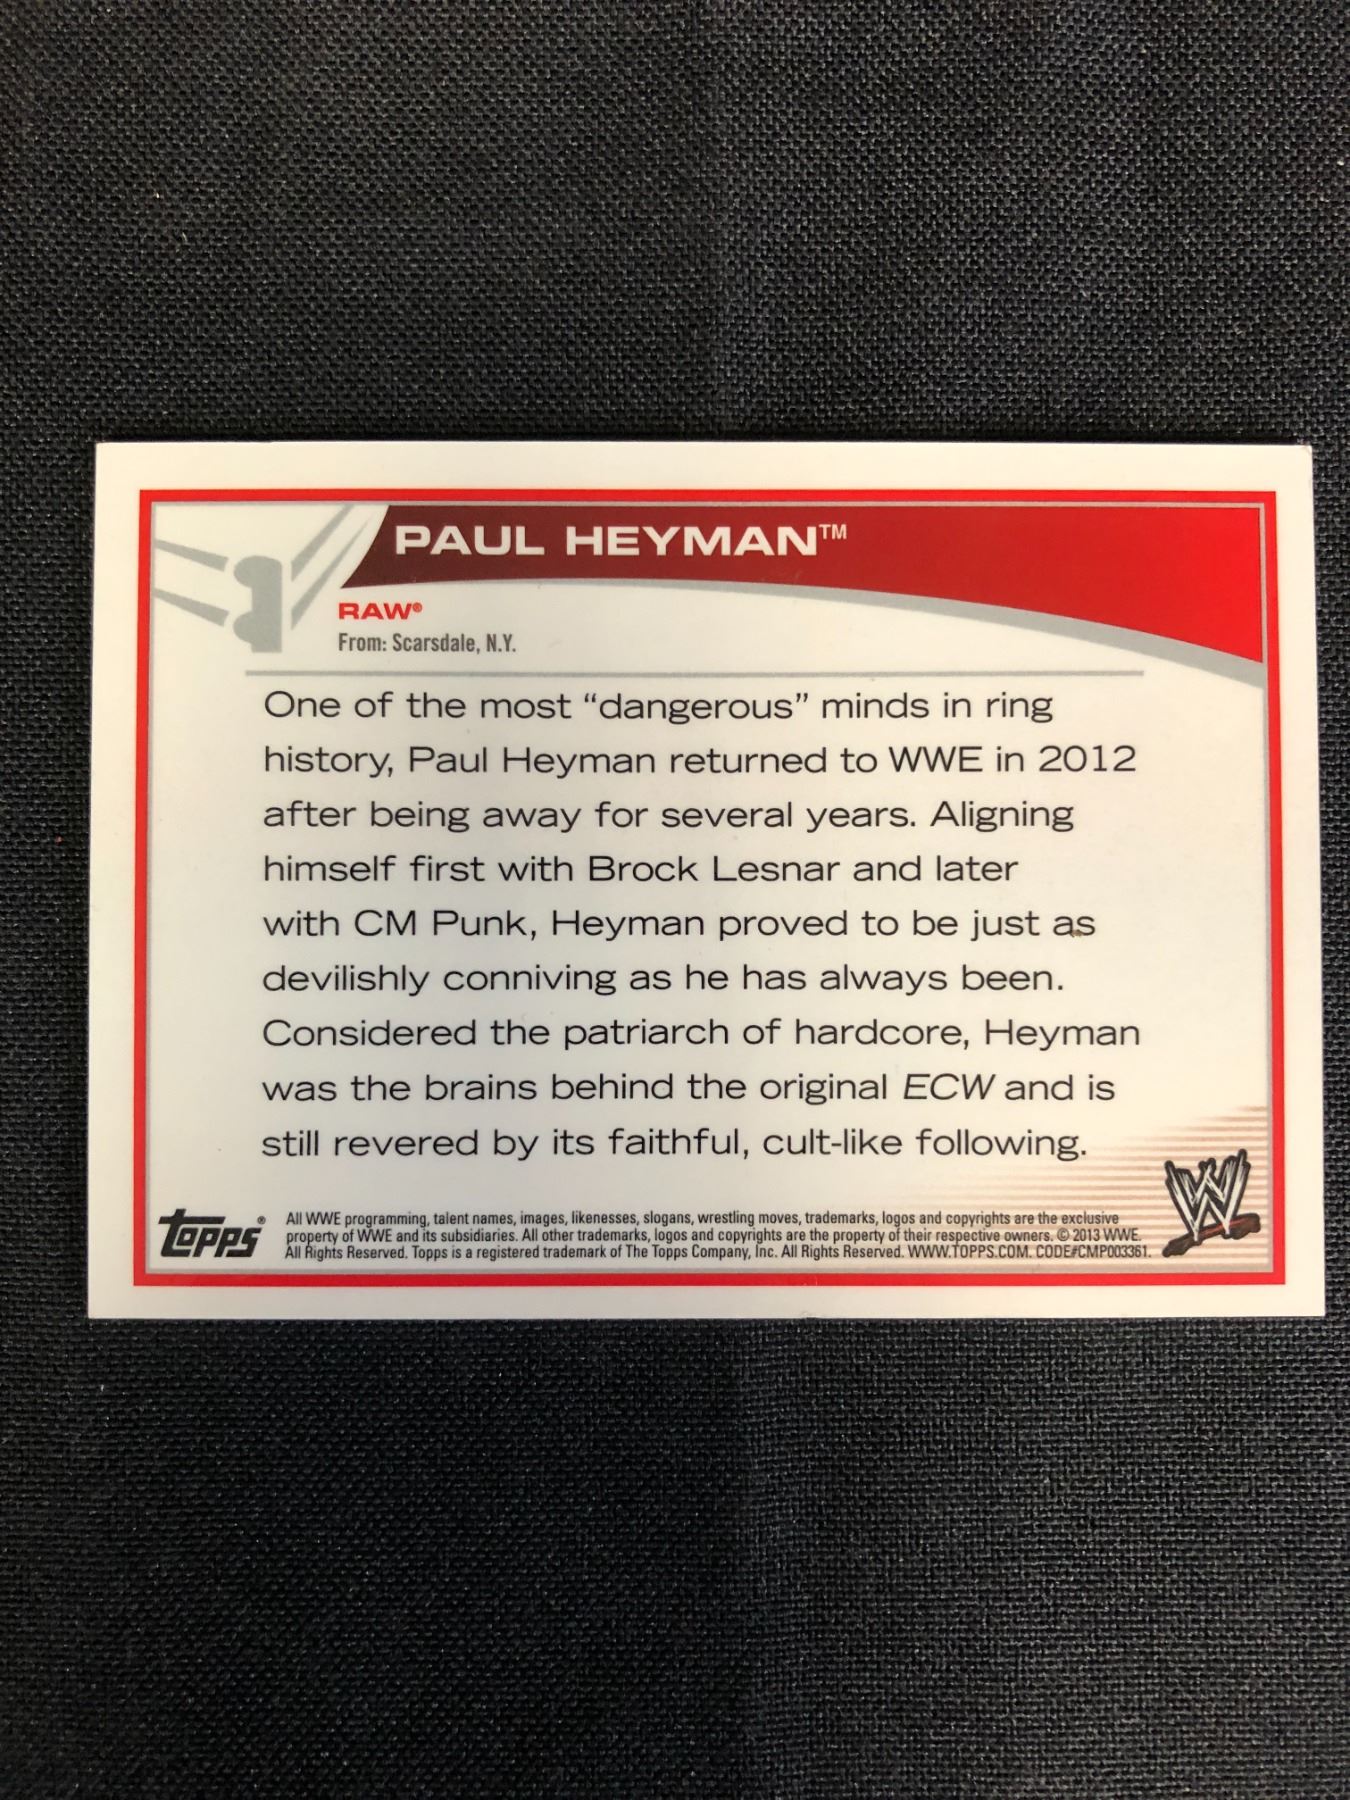 PAUL HEYMAN™
RAW®
From: Scarsdale, N.Y.
One of the most “dangerous” minds in ring
history, Paul Heyman returned to WWE in 2012
after being away for several years. Aligning
himself first with Brock Lesnar and later
with CM Punk, Heyman proved to be just as
devilishly conniving as he has always been.
Considered the patriarch of hardcore, Heyman
was the brains behind the original ECW and is
still revered by its faithful, cult-like following.
topps®
All WWE programming, talent names, images, likenesses, slogans, wrestling moves, trademarks, logos and copyrights are the exclusive
property of WWE and its subsidiaries. All other trademarks, logos and copyrights are the property of their respective owners. © 2013 WWE.
All Rights Reserved. Topps is a registered trademark of The Topps Company, Inc. All Rights Reserved. WWW.TOPPS.COM. CODE#CMP003361.
W